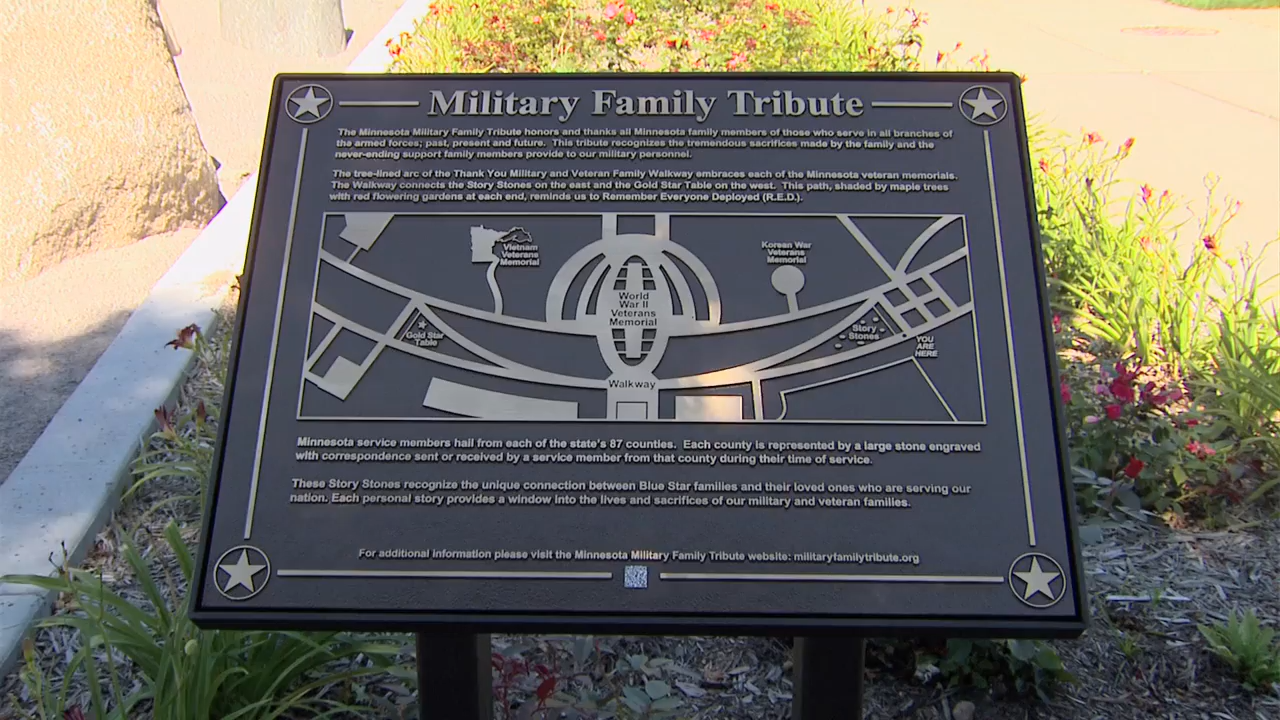 Military Family Tribute
The Minnesota Military Family Tribute honors and thanks all Minnesota family members of those who serve in all branches of
the armed forces; past, present and future. This tribute recognizes the tremendous sacrifices made by the family and the
never-ending support family members provide to our military personnel.
The tree-lined arc of the Thank You Military and Veteran Family Walkway embraces each of the Minnesota veteran memorials.
The Walkway connects the Story Stones on the east and the Gold Star Table on the west. This path, shaded by maple trees
with red flowering gardens at each end, reminds us to Remember Everyone Deployed (R.E.D.).
Vietnam
Veterans
Memorial
Korean War
Veterans
Memorial
World
War II
Veterans
Memorial
Gold Star
Table
Story
Stones
YOU
ARE
HERE
Walkway
Minnesota service members hail from each of the state's 87 counties. Each county is represented by a large stone engraved
with correspondence sent or received by a service member from that county during their time of service.
These Story Stones recognize the unique connection between Blue Star families and their loved ones who are serving our
nation. Each personal story provides a window into the lives and sacrifices of our military and veteran families.
For additional information please visit the Minnesota Military Family Tribute website: militaryfamilytribute.org